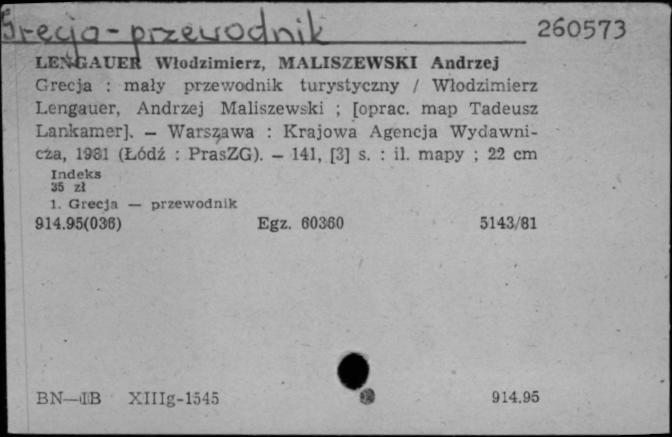 Grecja - przewodnik 260573
LENGAUER Włodzimierz, MALISZEWSKI Andrzej
Grecja : mały przewodnik turystyczny / Włodzimierz
Lengauer, Andrzej Maliszewski ; [oprac. map Tadeusz
Lankamer]. — Warszawa : Krajowa Agencja Wydawni-
cza, 1981 (Łódź : PrasZG). — 141, [3] s. : il. mapy ; 22 cm
Indeks
35 zł
1. Grecja — przewodnik
914.95(036) Egz. 60360 5143/81
BN—IB XIIIg-1545 914.95